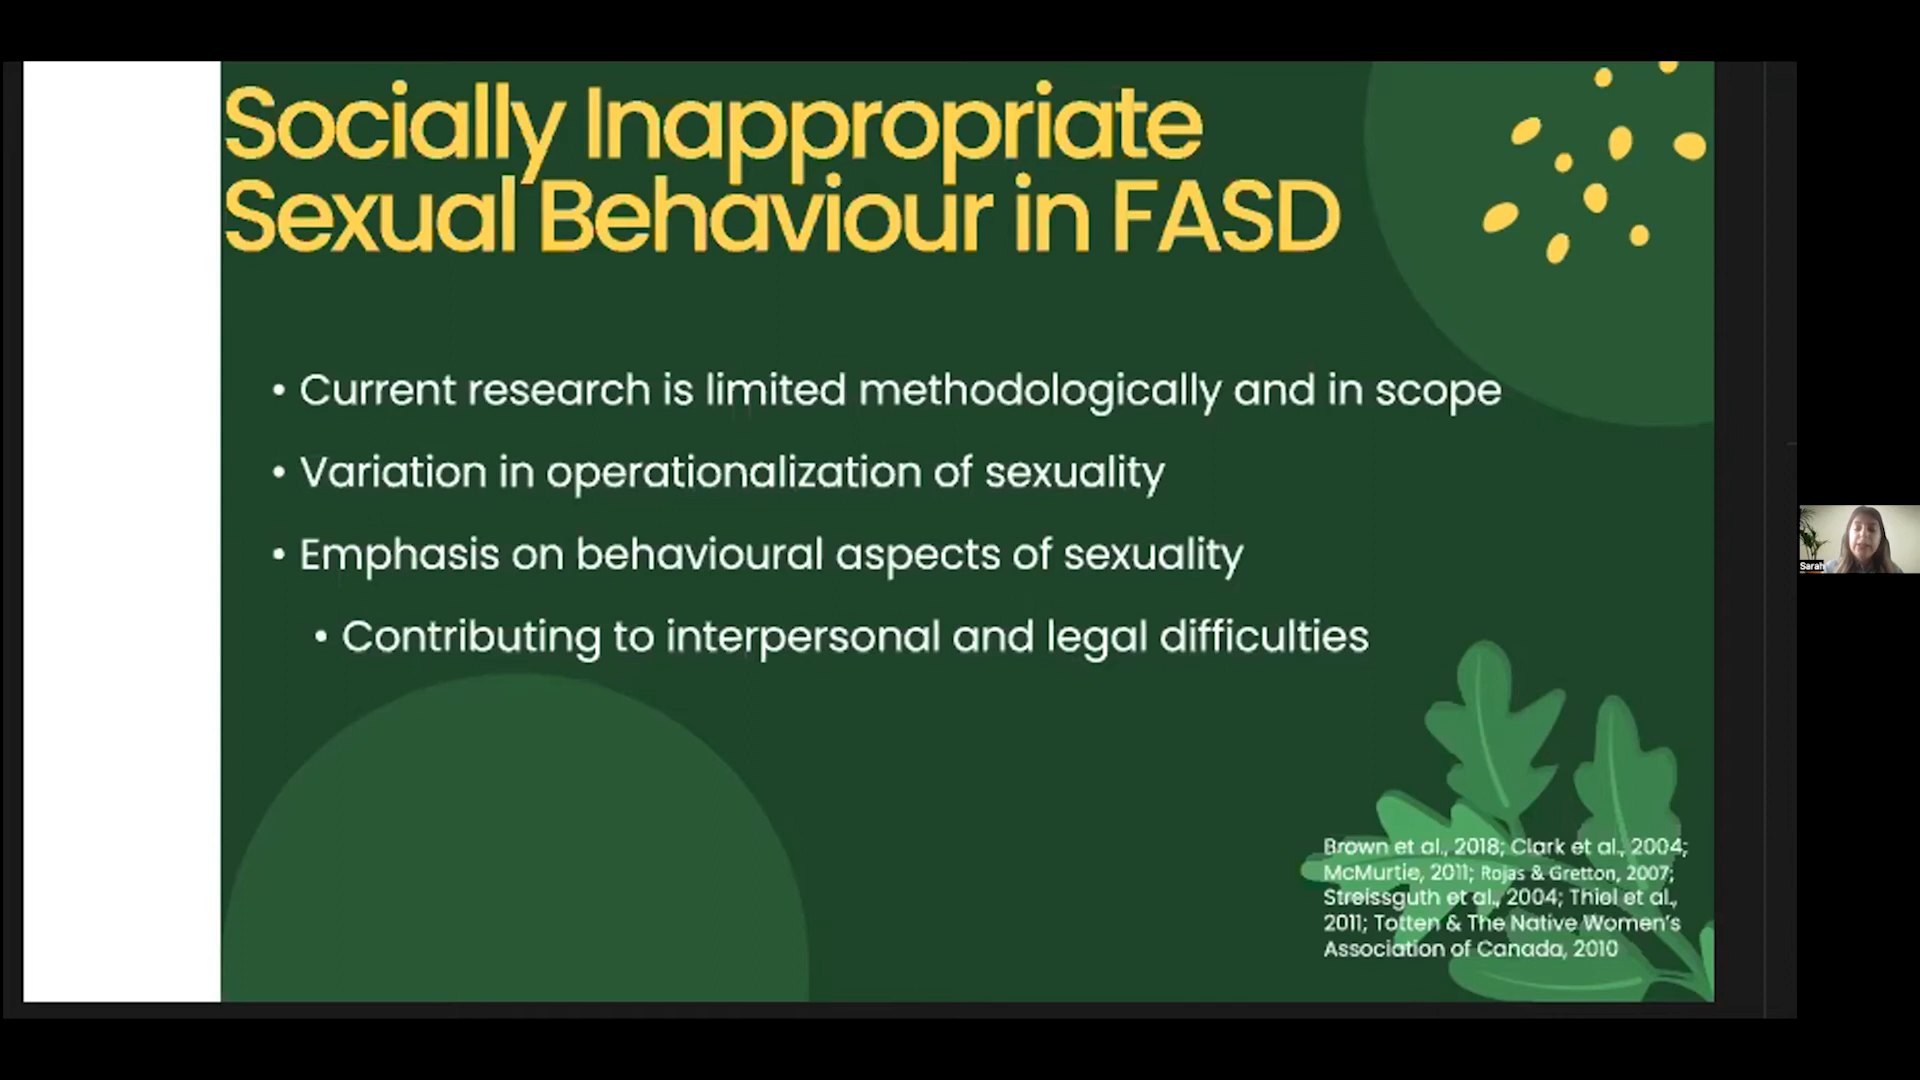 Socially Inappropriate
Sexual Behaviour in FASD
• Current research is limited methodologically and in scope
• Variation in operationalization of sexuality
• Emphasis on behavioural aspects of sexuality
• Contributing to interpersonal and legal difficulties
Brown et al., 2018; Clark et al., 2004;
McMurtie, 2011; Rojas & Gretton, 2007;
Streissguth et al., 2004; Thiel et al.,
2011; Totten & The Native Women's
Association of Canada, 2010
Sarah